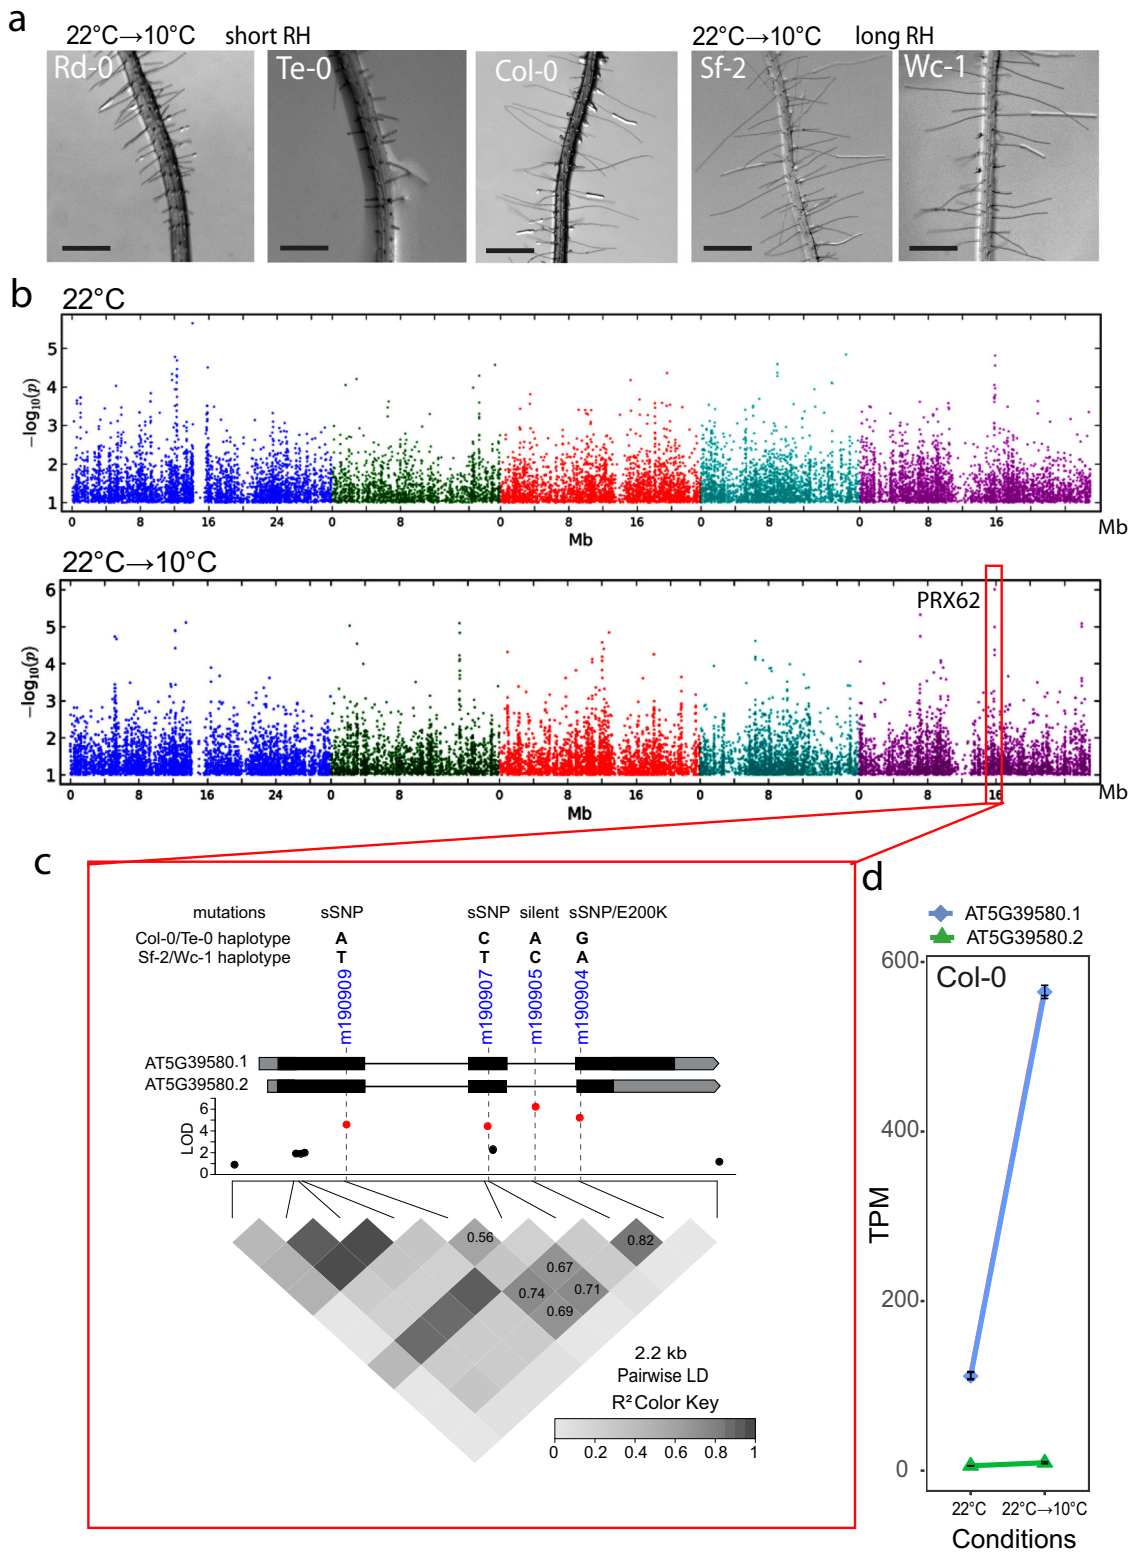 a
22°C→10°C short RH
22°C→10°C long RH
Rd-0
Te-0
Col-0
Sf-2
Wc-1
b
22°C
−log₁₀(p)
5
4
3
2
1
0 8 16 24 0 8 0 8 16 0 8 0 8 16
Mb
Mb
22°C→10°C
PRX62
−log₁₀(p)
6
5
4
3
2
1
0 8 16 24 0 8 0 8 16 0 8 0 8 16
Mb
Mb
c
mutations sSNP sSNP silent sSNP/E200K
Col-0/Te-0 haplotype A C A G
Sf-2/Wc-1 haplotype T T C A
m190909 m190907 m190905 m190904
AT5G39580.1
AT5G39580.2
LOD
6
4
2
0
0.56
0.82
0.67
0.74
0.71
0.69
2.2 kb
Pairwise LD
R² Color Key
0 0.2 0.4 0.6 0.8 1
d
AT5G39580.1
AT5G39580.2
Col-0
TPM
600
400
200
0
22°C 22°C→10°C
Conditions